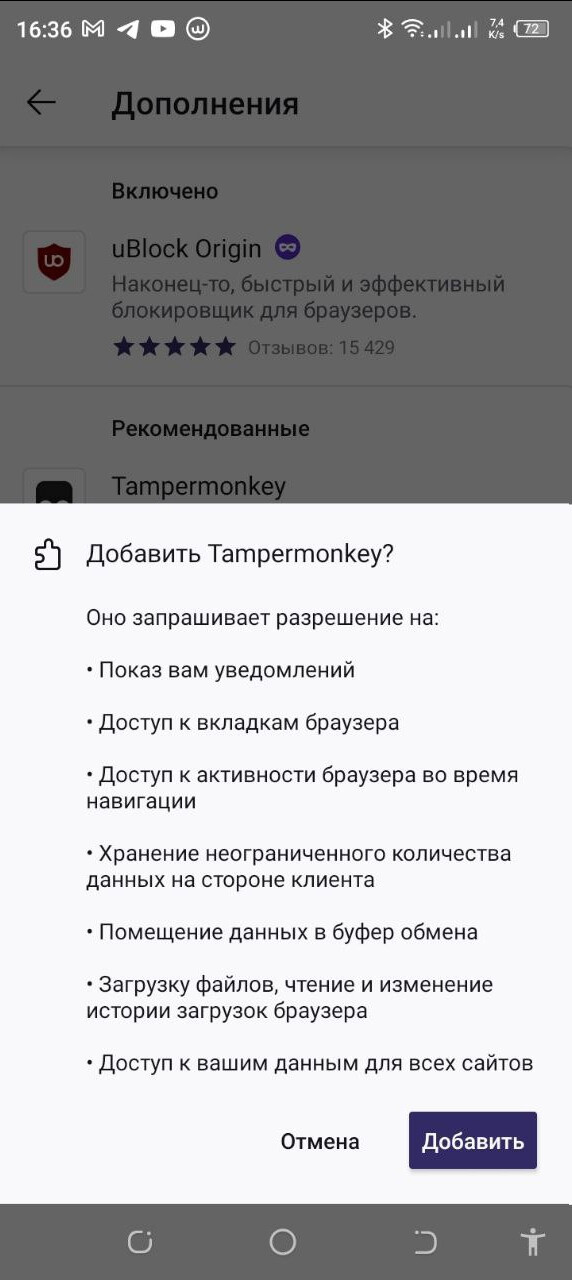 16:36
7,4
K/s
72
Дополнения
Включено
uBlock Origin
Наконец-то, быстрый и эффективный
блокировщик для браузеров.
Отзывов: 15 429
Рекомендованные
Tampermonkey
Добавить Tampermonkey?
Оно запрашивает разрешение на:
• Показ вам уведомлений
• Доступ к вкладкам браузера
• Доступ к активности браузера во время
навигации
• Хранение неограниченного количества
данных на стороне клиента
• Помещение данных в буфер обмена
• Загрузку файлов, чтение и изменение
истории загрузок браузера
• Доступ к вашим данным для всех сайтов
Отмена
Добавить